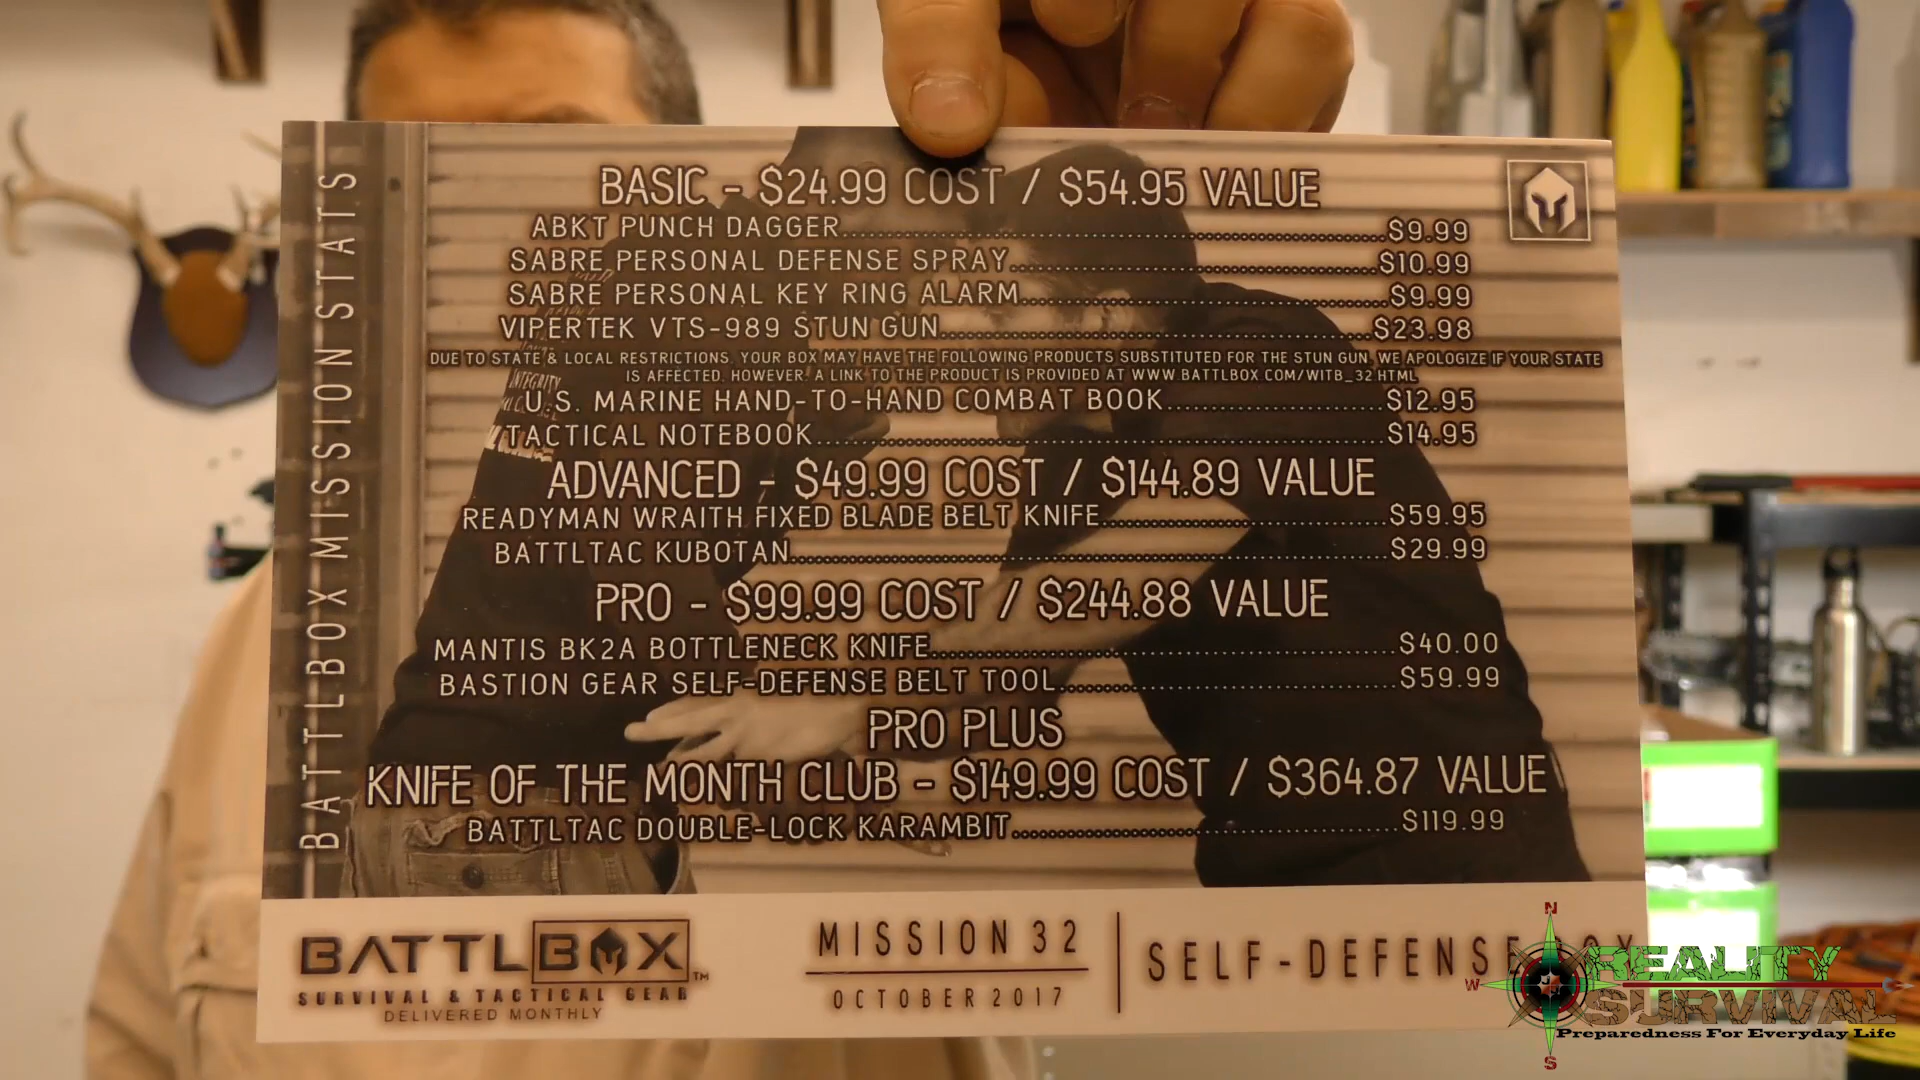 BATTLBOX MISSION STATS
BASIC - $24.99 COST / $54.95 VALUE
ABKT PUNCH DAGGER $9.99
SABRE PERSONAL DEFENSE SPRAY $10.99
SABRE PERSONAL KEY RING ALARM $9.99
VIPERTEK VTS-989 STUN GUN $23.98
DUE TO STATE & LOCAL RESTRICTIONS, YOUR BOX MAY HAVE THE FOLLOWING PRODUCTS SUBSTITUTED FOR THE STUN GUN. WE APOLOGIZE IF YOUR STATE
IS AFFECTED. HOWEVER, A LINK TO THE PRODUCT IS PROVIDED AT WWW.BATTLBOX.COM/WITB_32.HTML
INTEGRITY
U.S. MARINE HAND-TO-HAND COMBAT BOOK $12.95
TACTICAL NOTEBOOK $14.95
ADVANCED - $49.99 COST / $144.89 VALUE
READYMAN WRAITH FIXED BLADE BELT KNIFE $59.95
BATTLTAC KUBOTAN $29.99
PRO - $99.99 COST / $244.88 VALUE
MANTIS BK2A BOTTLENECK KNIFE $40.00
BASTION GEAR SELF-DEFENSE BELT TOOL $59.99
PRO PLUS
KNIFE OF THE MONTH CLUB - $149.99 COST / $364.87 VALUE
BATTLTAC DOUBLE-LOCK KARAMBIT $119.99
BATTLBOX™
SURVIVAL & TACTICAL GEAR
DELIVERED MONTHLY
MISSION 32
OCTOBER 2017
SELF-DEFENSE
N
W
S
REALITY
SURVIVAL
Preparedness For Everyday Life